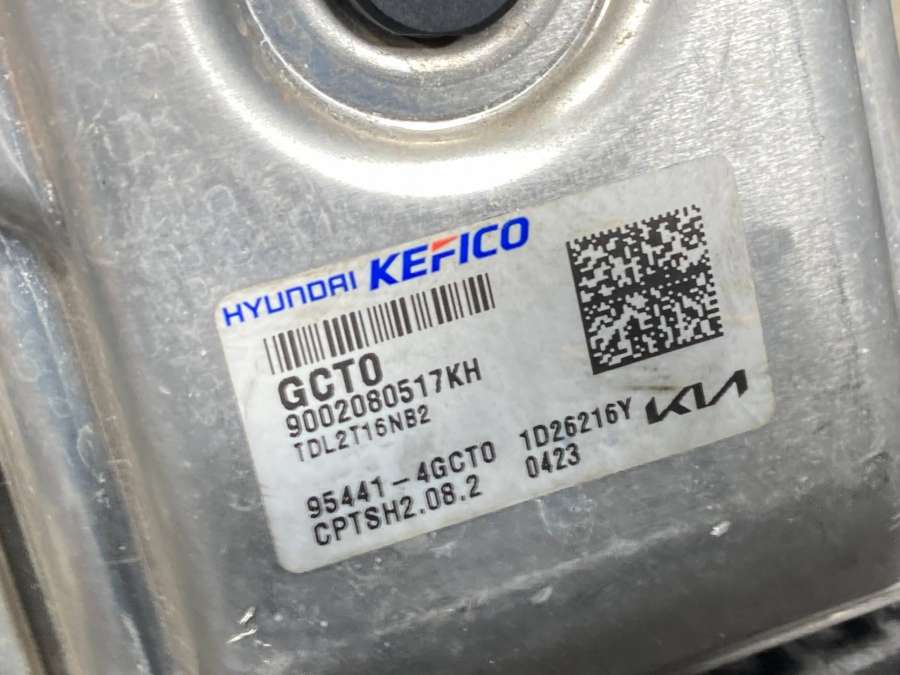 HYUNDAI KEFICO
GCT0
9002080517KH
TDL2T16NB2
95441-4GCT0 1D26216Y KIA
CPTSH2.08.2 0423